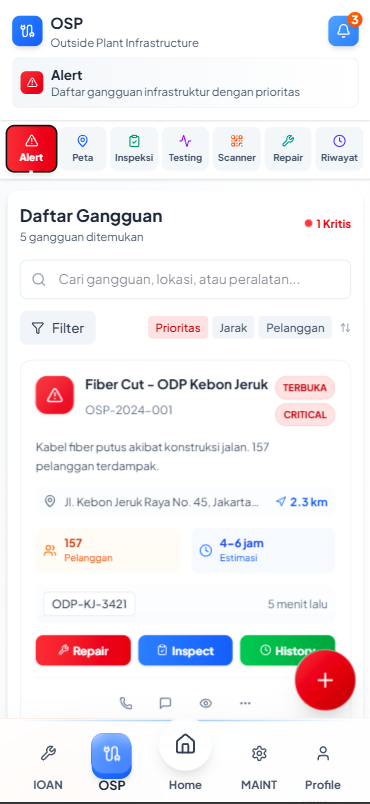 OSP
Outside Plant Infrastructure
3
Alert
Daftar gangguan infrastruktur dengan prioritas
Alert
Peta
Inspeksi
Testing
Scanner
Repair
Riwayat
Daftar Gangguan
5 gangguan ditemukan
1 Kritis
Cari gangguan, lokasi, atau peralatan...
Filter
Prioritas
Jarak
Pelanggan
Fiber Cut - ODP Kebon Jeruk
OSP-2024-001
TERBUKA
CRITICAL
Kabel fiber putus akibat konstruksi jalan. 157
pelanggan terdampak.
Jl. Kebon Jeruk Raya No. 45, Jakarta...
2.3 km
157
Pelanggan
4-6 jam
Estimasi
ODP-KJ-3421
5 menit lalu
Repair
Inspect
History
IOAN
OSP
Home
MAINT
Profile